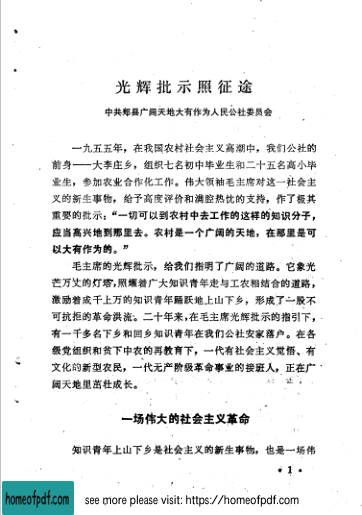 光辉批示照征途
中共郏县广阔天地大有作为人民公社委员会
一九五五年，在我国农村社会主义高潮中，我们公社的
前身——大李庄乡，组织七名初中毕业生和二十五名高小毕
业生，参加农业合作化工作。伟大领袖毛主席对这一社会主
义的新生事物，给予高度评价和满腔热忱的支持，作了极其
重要的批示：“一切可以到农村中去工作的这样的知识分子，
应当高兴地到那里去。农村是一个广阔的天地，在那里是可
以大有作为的。”
毛主席的光辉批示，给我们指明了广阔的道路。它象光
芒万丈的灯塔，照耀着广大知识青年走与工农相结合的道路，
激励着成千上万的知识青年踊跃地上山下乡，形成了一股不
可抗拒的革命洪流。二十年来，在毛主席光辉批示的指引下，
有一千多名下乡和回乡知识青年在我们公社安家落户。在各
级党组织和贫下中农的再教育下，一代有社会主义觉悟、有
文化的新型农民，一代无产阶级革命事业的接班人，正在广
阔天地里茁壮成长。
一场伟大的社会主义革命
知识青年上山下乡是社会主义的新生事物，也是一场伟
• 1 •
homeofpdf.com
see more please visit: https://homeofpdf.com